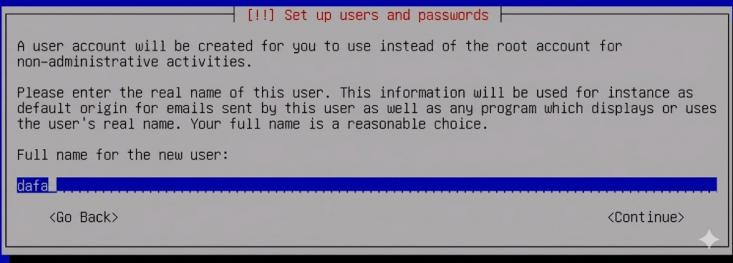 [!!] Set up users and passwords
A user account will be created for you to use instead of the root account for
non-administrative activities.
Please enter the real name of this user. This information will be used for instance as
default origin for emails sent by this user as well as any program which displays or uses
the user's real name. Your full name is a reasonable choice.
Full name for the new user:
dafa
<Go Back> <Continue>